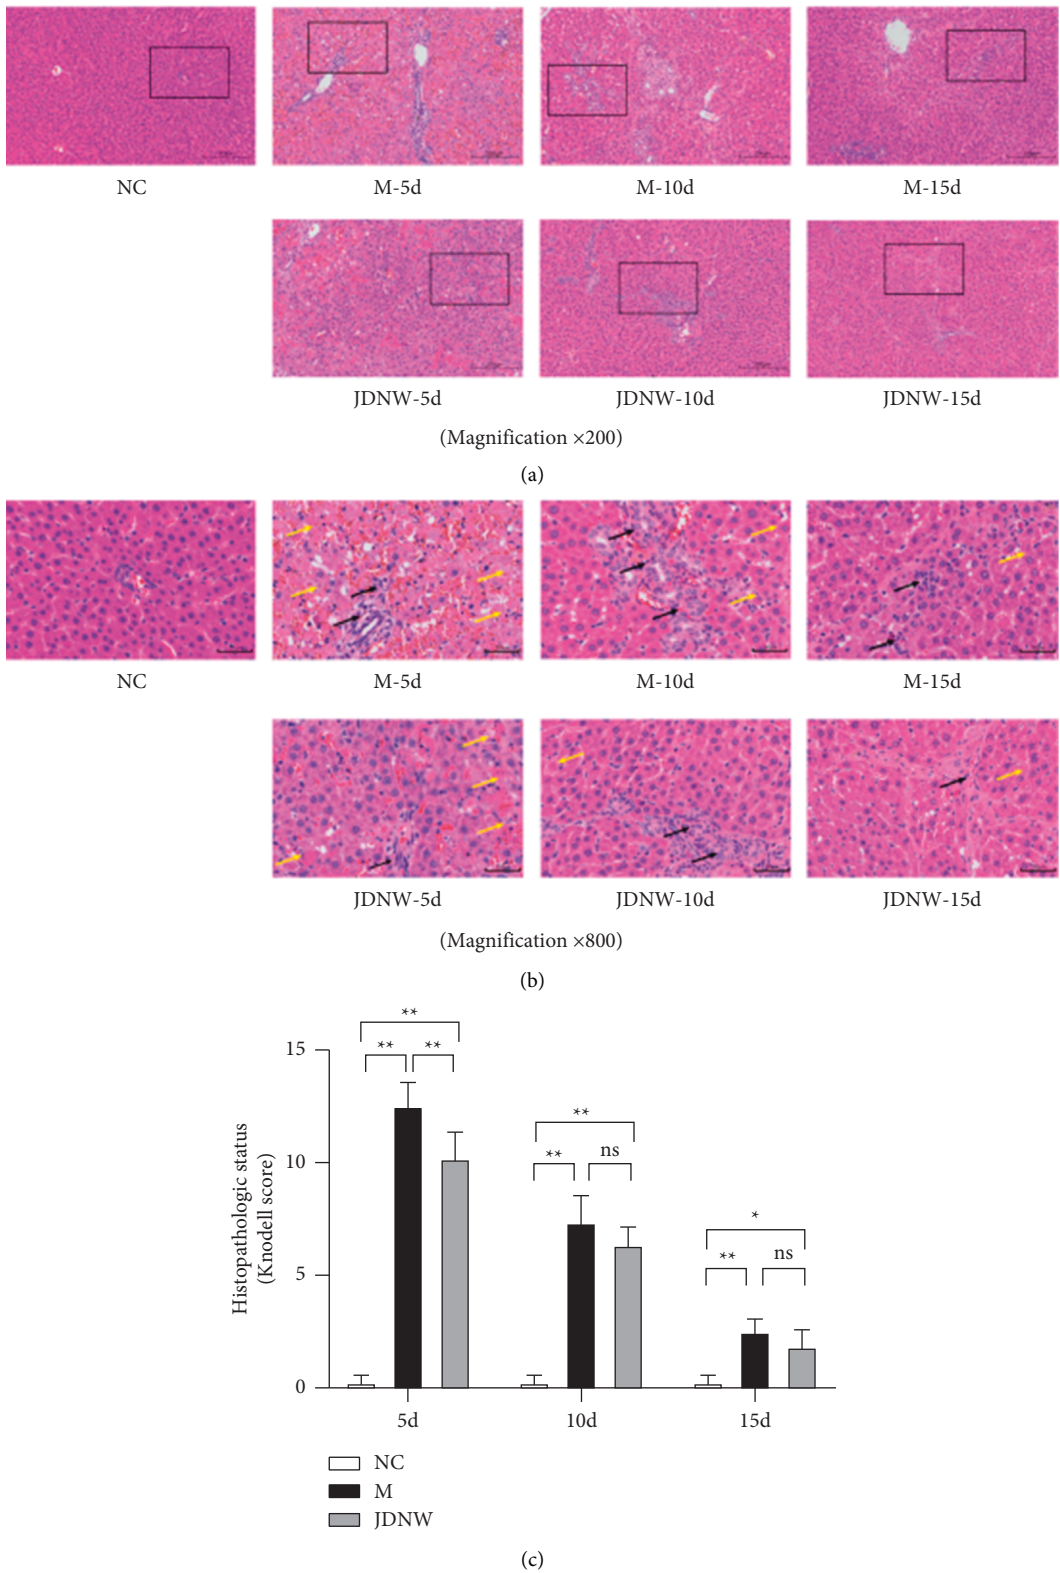 NC
M-5d
M-10d
M-15d
JDNW-5d
JDNW-10d
JDNW-15d
(Magnification ×200)
(a)
NC
M-5d
M-10d
M-15d
JDNW-5d
JDNW-10d
JDNW-15d
(Magnification ×800)
(b)
Histopathologic status
(Knodell score)
15
10
5
0
**
** **
**
** ns
*
** ns
5d 10d 15d
NC
M
JDNW
(c)